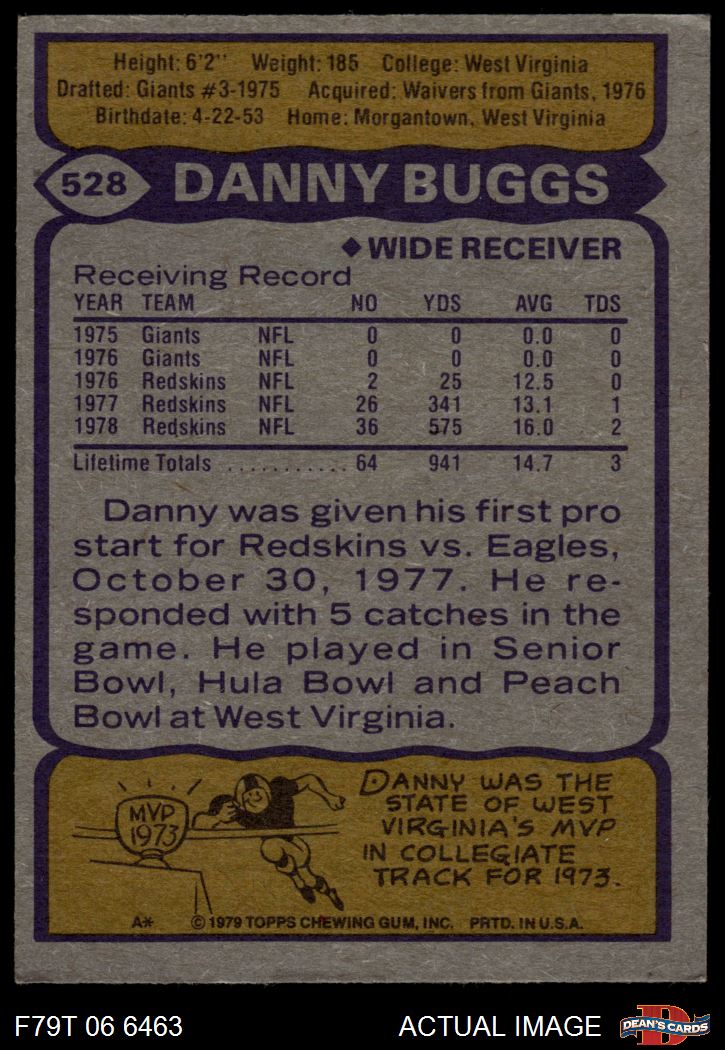 Height: 6'2" Weight: 185 College: West Virginia
Drafted: Giants #3-1975 Acquired: Waivers from Giants, 1976
Birthdate: 4-22-53 Home: Morgantown, West Virginia
528 DANNY BUGGS
◆ WIDE RECEIVER
Receiving Record
YEAR TEAM NO YDS AVG TDS
1975 Giants NFL 0 0 0.0 0
1976 Giants NFL 0 0 0.0 0
1976 Redskins NFL 2 25 12.5 0
1977 Redskins NFL 26 341 13.1 1
1978 Redskins NFL 36 575 16.0 2
Lifetime Totals ........... 64 941 14.7 3
Danny was given his first pro
start for Redskins vs. Eagles,
October 30, 1977. He re-
sponded with 5 catches in the
game. He played in Senior
Bowl, Hula Bowl and Peach
Bowl at West Virginia.
MVP
1973
DANNY WAS THE
STATE OF WEST
VIRGINIA'S MVP
IN COLLEGIATE
TRACK FOR 1973.
A* © 1979 TOPPS CHEWING GUM, INC. PRTD. IN U.S.A.
F79T 06 6463 ACTUAL IMAGE D DEAN'S CARDS